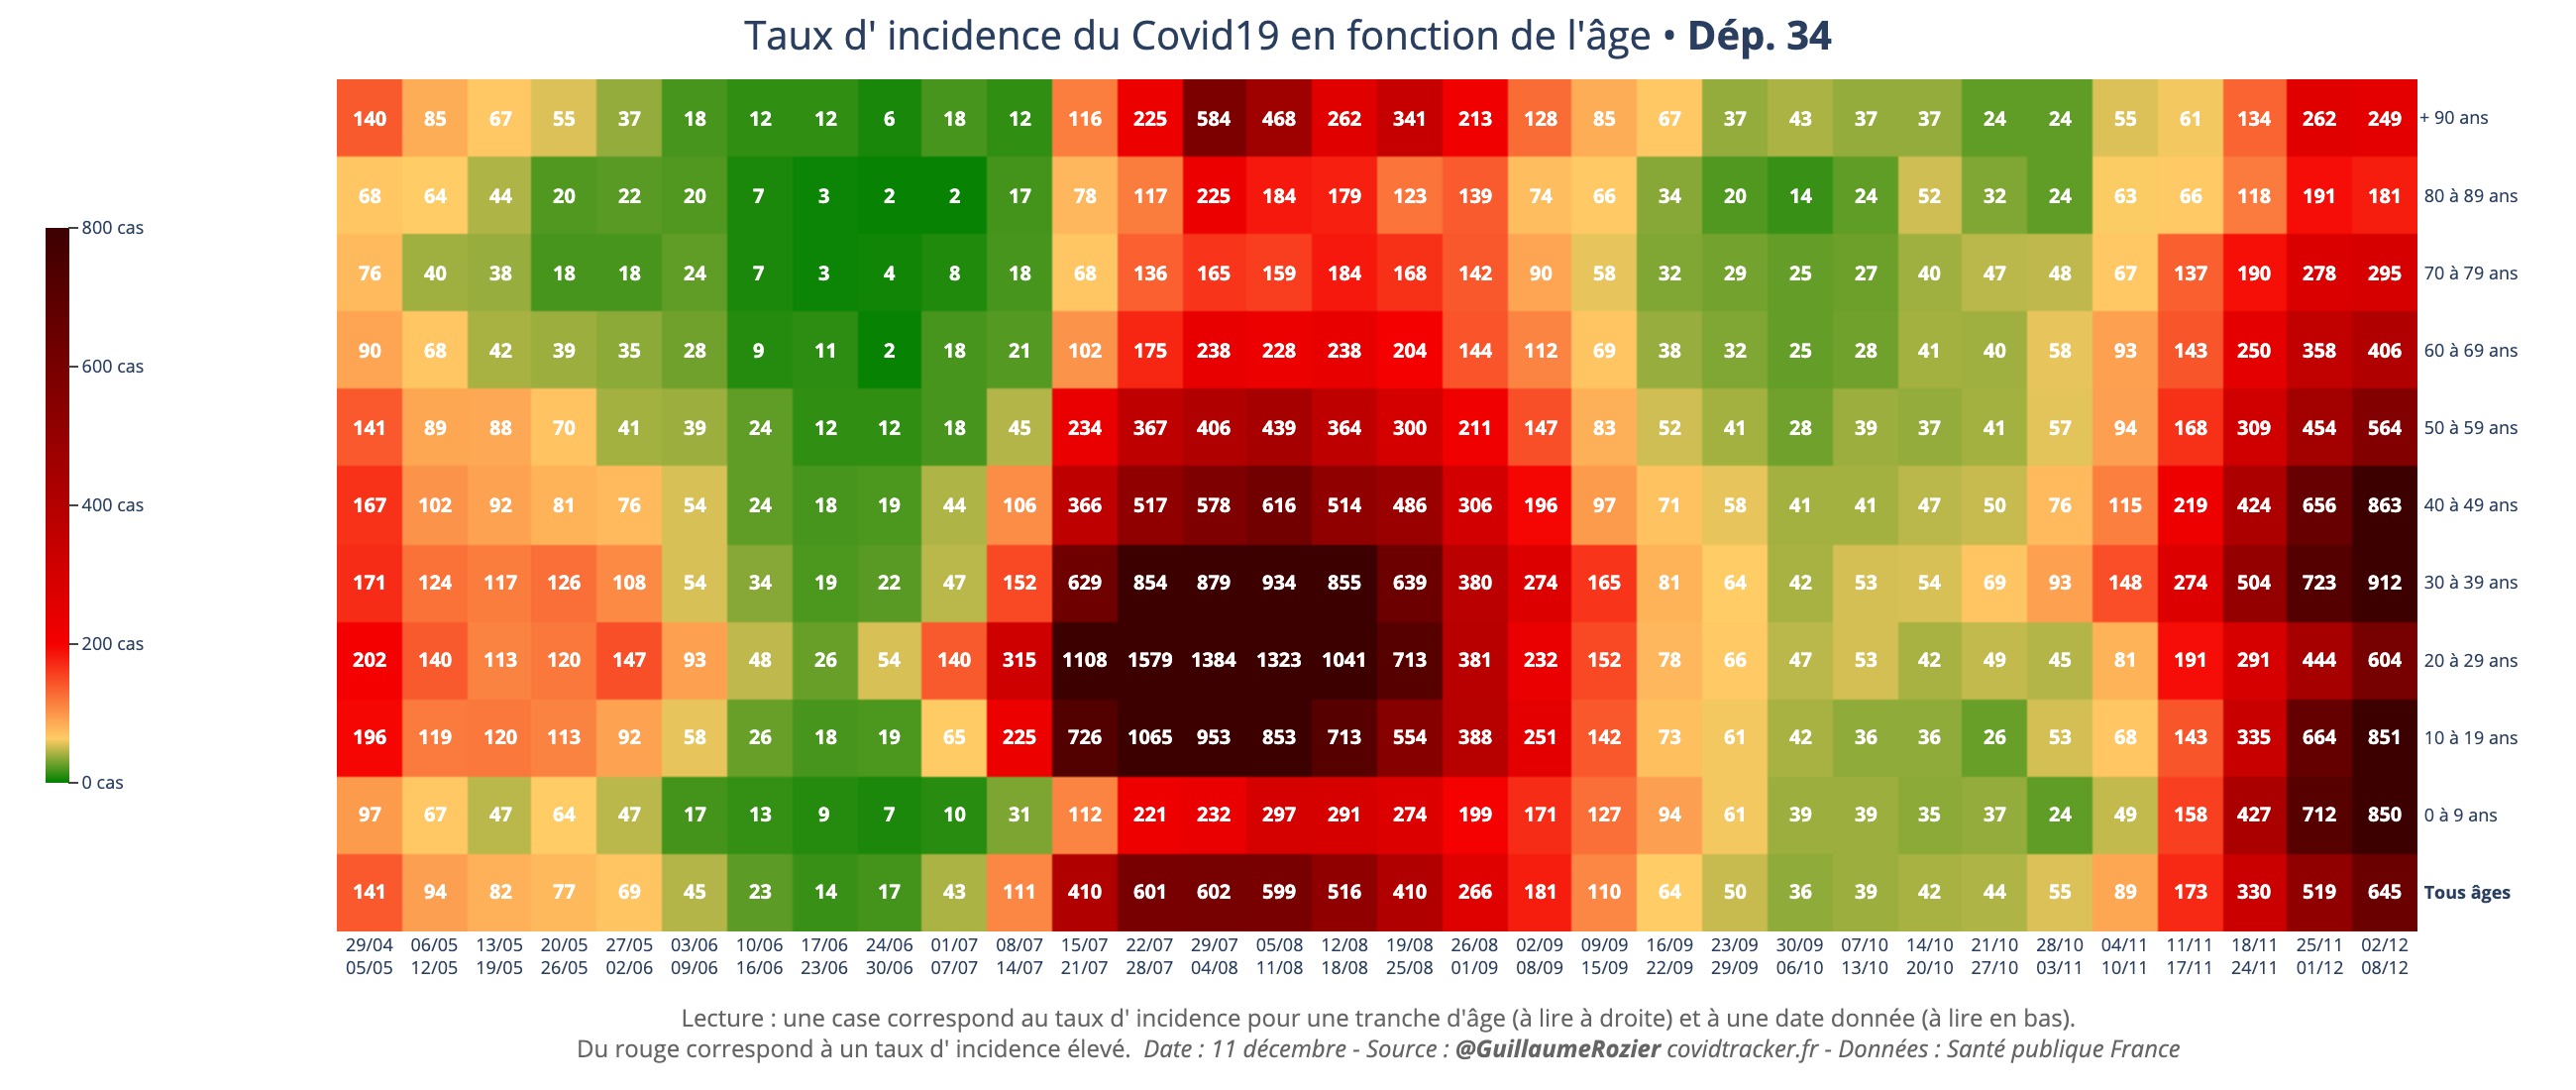 Taux d' incidence du Covid19 en fonction de l'âge • Dép. 34
800 cas
600 cas
400 cas
200 cas
0 cas
140 85 67 55 37 18 12 12 6 18 12 116 225 584 468 262 341 213 128 85 67 37 43 37 37 24 24 55 61 134 262 249 + 90 ans
68 64 44 20 22 20 7 3 2 2 17 78 117 225 184 179 123 139 74 66 34 20 14 24 52 32 24 63 66 118 191 181 80 à 89 ans
76 40 38 18 18 24 7 3 4 8 18 68 136 165 159 184 168 142 90 58 32 29 25 27 40 47 48 67 137 190 278 295 70 à 79 ans
90 68 42 39 35 28 9 11 2 18 21 102 175 238 228 238 204 144 112 69 38 32 25 28 41 40 58 93 143 250 358 406 60 à 69 ans
141 89 88 70 41 39 24 12 12 18 45 234 367 406 439 364 300 211 147 83 52 41 28 39 37 41 57 94 168 309 454 564 50 à 59 ans
167 102 92 81 76 54 24 18 19 44 106 366 517 578 616 514 486 306 196 97 71 58 41 41 47 50 76 115 219 424 656 863 40 à 49 ans
171 124 117 126 108 54 34 19 22 47 152 629 854 879 934 855 639 380 274 165 81 64 42 53 54 69 93 148 274 504 723 912 30 à 39 ans
202 140 113 120 147 93 48 26 54 140 315 1108 1579 1384 1323 1041 713 381 232 152 78 66 47 53 42 49 45 81 191 291 444 604 20 à 29 ans
196 119 120 113 92 58 26 18 19 65 225 726 1065 953 853 713 554 388 251 142 73 61 42 36 36 26 53 68 143 335 664 851 10 à 19 ans
97 67 47 64 47 17 13 9 7 10 31 112 221 232 297 291 274 199 171 127 94 61 39 39 35 37 24 49 158 427 712 850 0 à 9 ans
141 94 82 77 69 45 23 14 17 43 111 410 601 602 599 516 410 266 181 110 64 50 36 39 42 44 55 89 173 330 519 645 Tous âges
29/04 06/05 13/05 20/05 27/05 03/06 10/06 17/06 24/06 01/07 08/07 15/07 22/07 29/07 05/08 12/08 19/08 26/08 02/09 09/09 16/09 23/09 30/09 07/10 14/10 21/10 28/10 04/11 11/11 18/11 25/11 02/12
05/05 12/05 19/05 26/05 02/06 09/06 16/06 23/06 30/06 07/07 14/07 21/07 28/07 04/08 11/08 18/08 25/08 01/09 08/09 15/09 22/09 29/09 06/10 13/10 20/10 27/10 03/11 10/11 17/11 24/11 01/12 08/12
Lecture : une case correspond au taux d' incidence pour une tranche d'âge (à lire à droite) et à une date donnée (à lire en bas).
Du rouge correspond à un taux d' incidence élevé. Date : 11 décembre - Source : @GuillaumeRozier covidtracker.fr - Données : Santé publique France